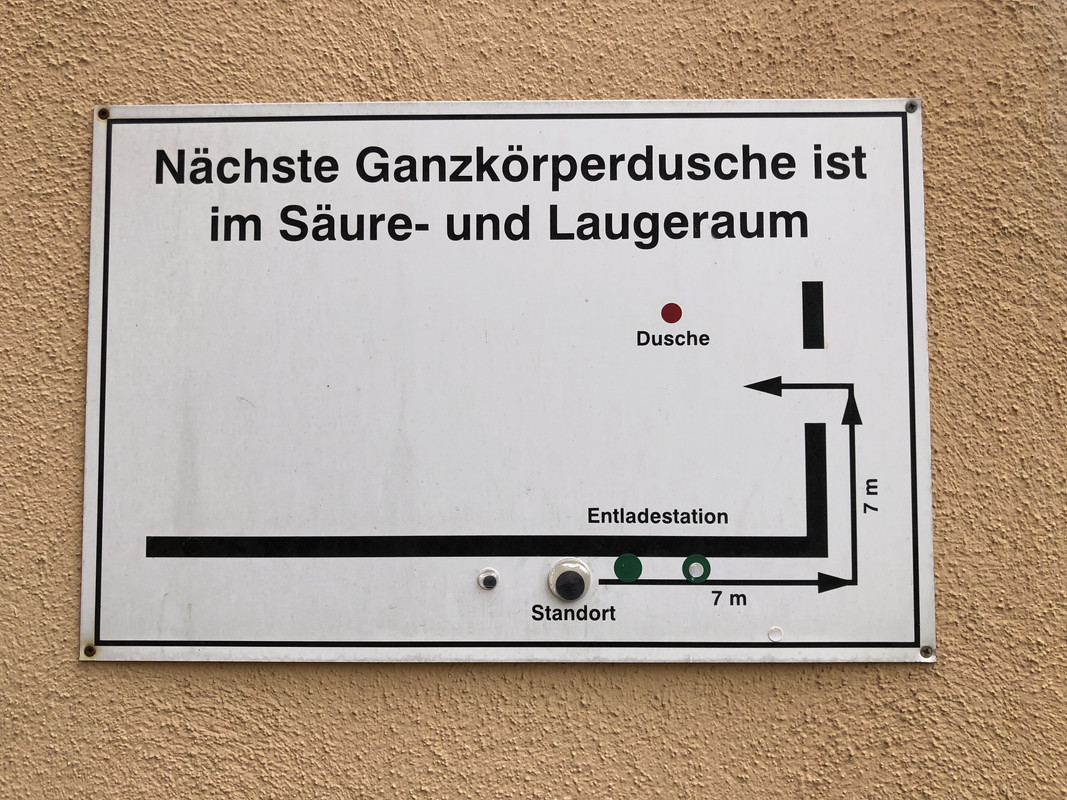 Nächste Ganzkörperdusche ist
im Säure- und Laugeraum
Dusche
7 m
Entladestation
7 m
Standort